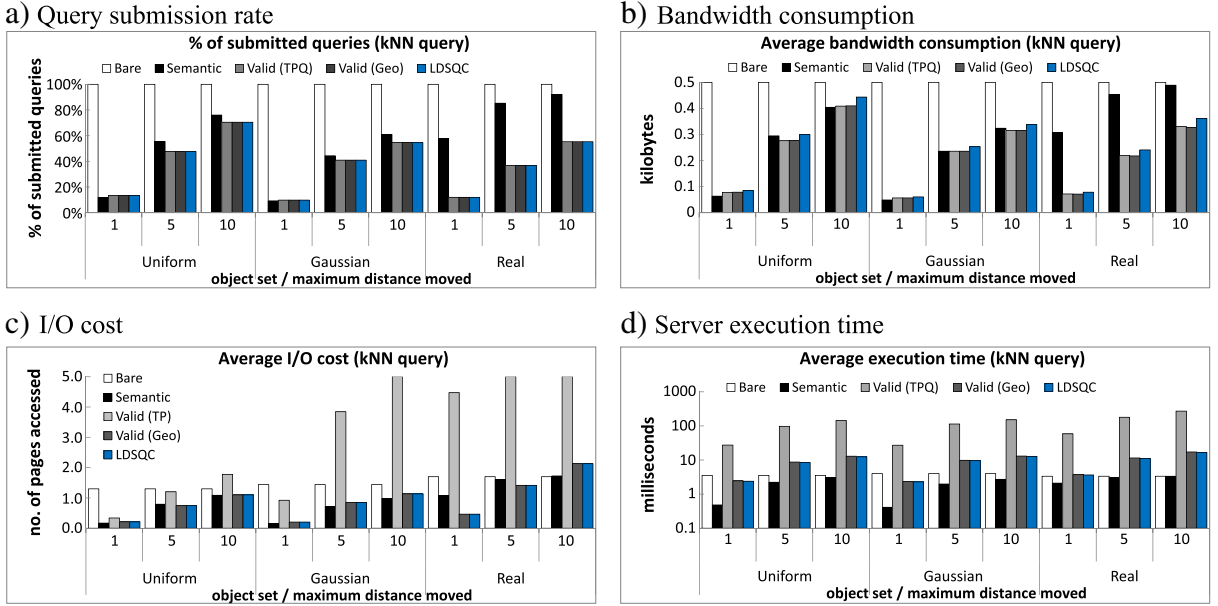 a) Query submission rate
% of submitted queries (kNN query)
Bare Semantic Valid (TPQ) Valid (Geo) LDSQC
% of submitted queries
100%
80%
60%
40%
20%
0%
1 5 10 1 5 10 1 5 10
Uniform Gaussian Real
object set / maximum distance moved
b) Bandwidth consumption
Average bandwidth consumption (kNN query)
Bare Semantic Valid (TPQ) Valid (Geo) LDSQC
kilobytes
0.5
0.4
0.3
0.2
0.1
0
1 5 10 1 5 10 1 5 10
Uniform Gaussian Real
object set / maximum distance moved
c) I/O cost
Average I/O cost (kNN query)
Bare
Semantic
Valid (TP)
Valid (Geo)
LDSQC
no. of pages accessed
5.0
4.0
3.0
2.0
1.0
0.0
1 5 10 1 5 10 1 5 10
Uniform Gaussian Real
object set / maximum distance moved
d) Server execution time
Average execution time (kNN query)
Bare Semantic Valid (TPQ) Valid (Geo) LDSQC
milliseconds
1000
100
10
1
0.1
1 5 10 1 5 10 1 5 10
Uniform Gaussian Real
object set / maximum distance moved